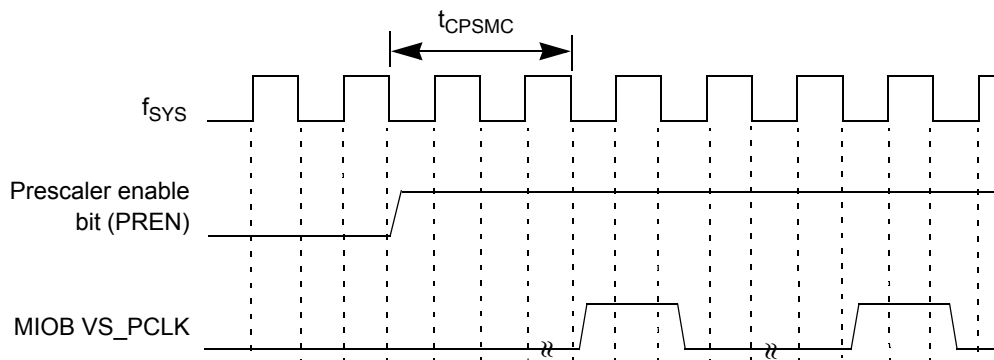 tCPSMC
fSYS
Prescaler enable
bit (PREN)
MIOB VS_PCLK